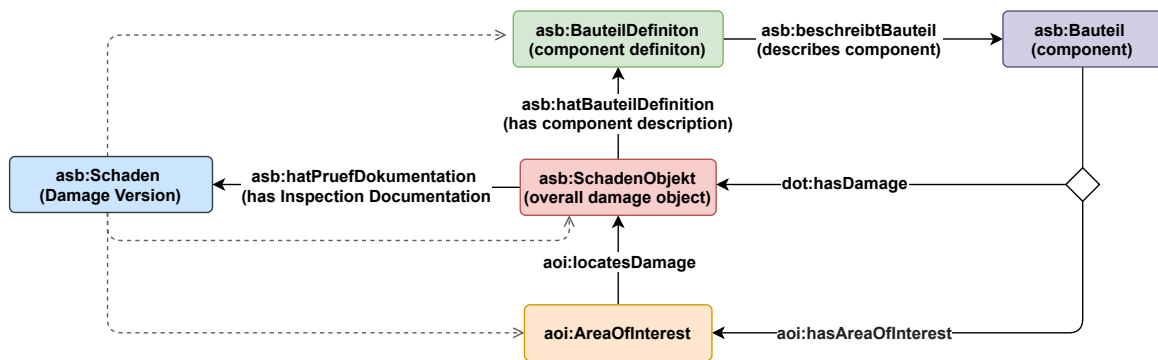 asb:BauteilDefiniton
(component definiton)
asb:beschreibtBauteil
(describes component)
asb:Bauteil
(component)
asb:hatBauteilDefinition
(has component description)
asb:Schaden
(Damage Version)
asb:hatPruefDokumentation
(has Inspection Documentation
asb:SchadenObjekt
(overall damage object)
dot:hasDamage
aoi:locatesDamage
aoi:AreaOfInterest
aoi:hasAreaOfInterest